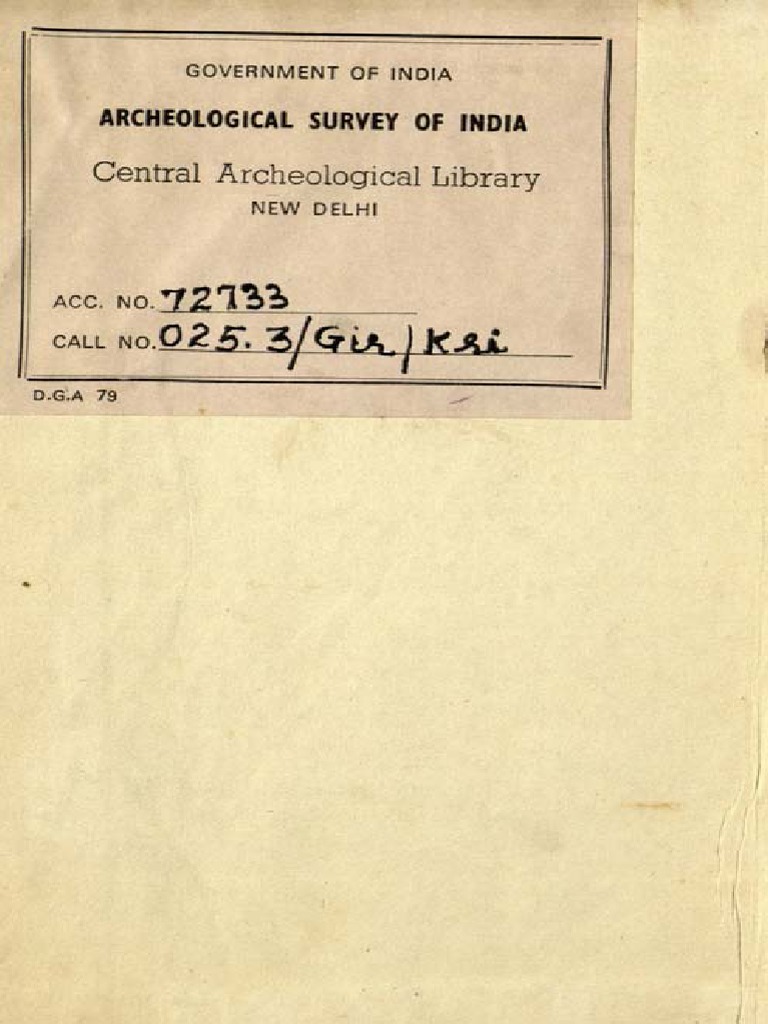 GOVERNMENT OF INDIA
ARCHEOLOGICAL SURVEY OF INDIA
Central Archeological Library
NEW DELHI
ACC. NO. 72733
CALL NO. 025.3/Gir/Kri
D.G.A 79